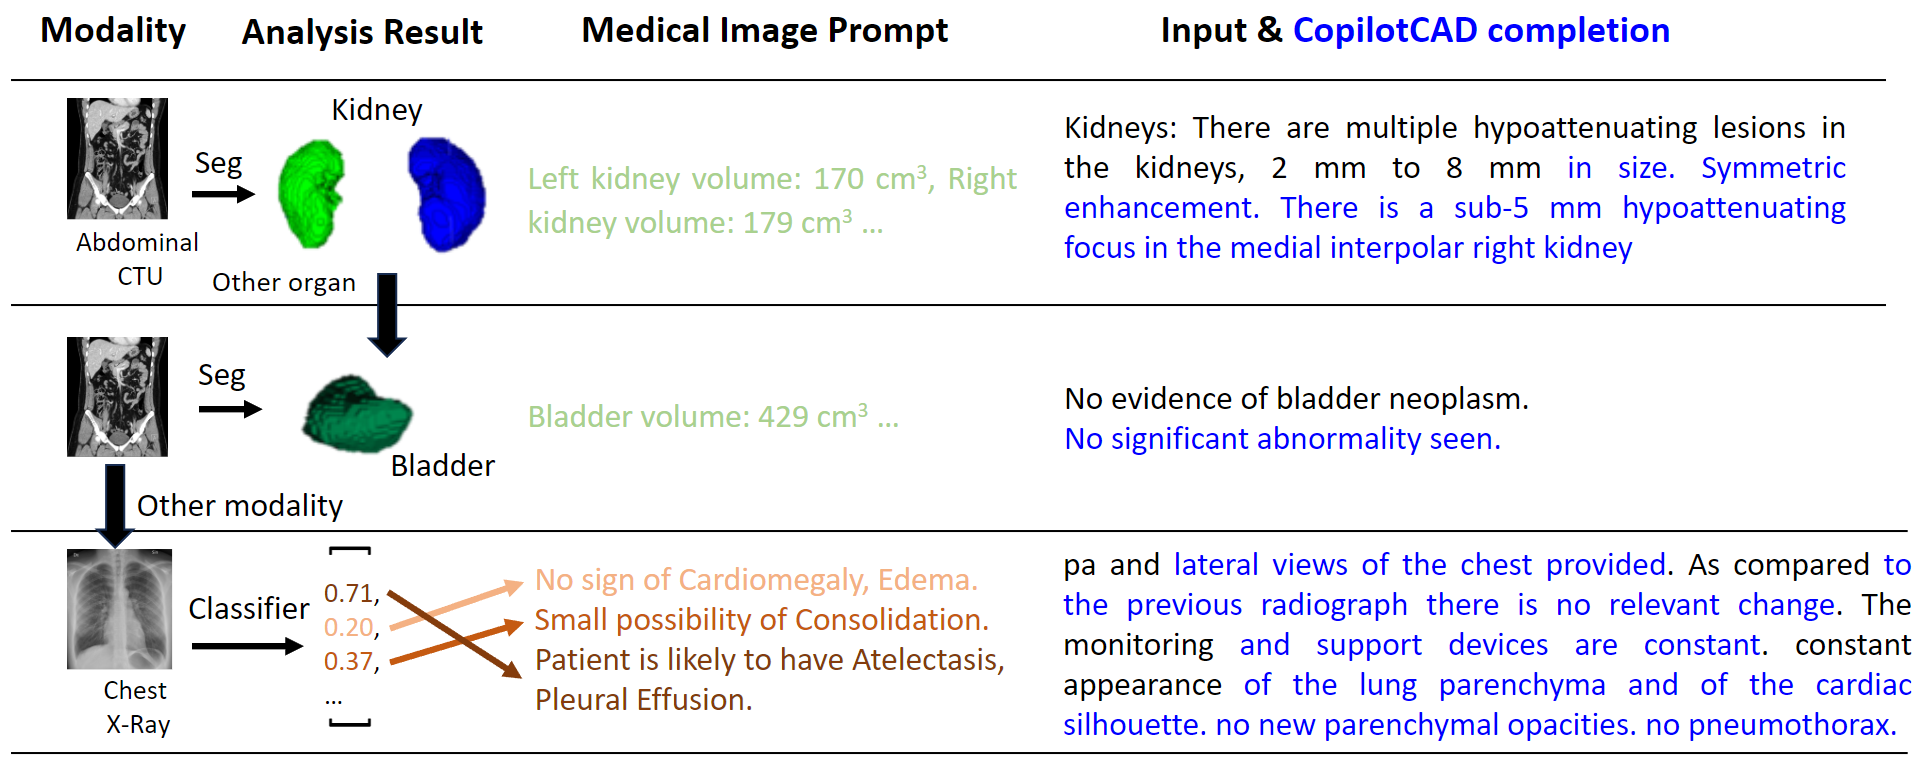 Modality
Analysis Result
Medical Image Prompt
Input & CopilotCAD completion
Abdominal
CTU
Seg
Kidney
Other organ
Left kidney volume: 170 cm³, Right
kidney volume: 179 cm³ ...
Kidneys: There are multiple hypoattenuating lesions in
the kidneys, 2 mm to 8 mm in size. Symmetric
enhancement. There is a sub-5 mm hypoattenuating
focus in the medial interpolar right kidney
Seg
Bladder
Other modality
Bladder volume: 429 cm³ ...
No evidence of bladder neoplasm.
No significant abnormality seen.
Chest
X-Ray
Classifier
0.71,
0.20,
0.37,
...
No sign of Cardiomegaly, Edema.
Small possibility of Consolidation.
Patient is likely to have Atelectasis,
Pleural Effusion.
pa and lateral views of the chest provided. As compared to
the previous radiograph there is no relevant change. The
monitoring and support devices are constant. constant
appearance of the lung parenchyma and of the cardiac
silhouette. no new parenchymal opacities. no pneumothorax.